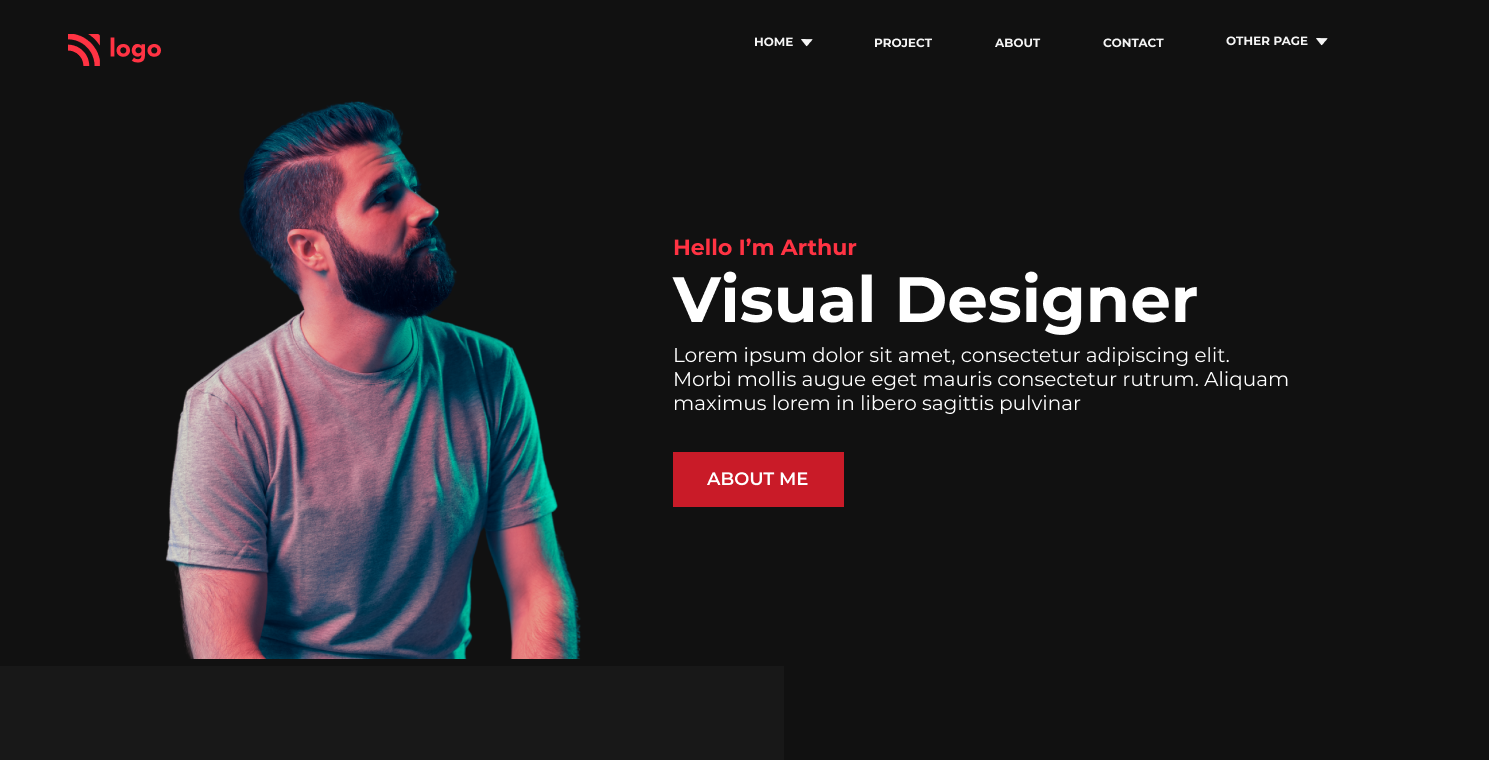 logo
HOME
PROJECT
ABOUT
CONTACT
OTHER PAGE
Hello I’m Arthur
Visual Designer
Lorem ipsum dolor sit amet, consectetur adipiscing elit.
Morbi mollis augue eget mauris consectetur rutrum. Aliquam
maximus lorem in libero sagittis pulvinar
ABOUT ME